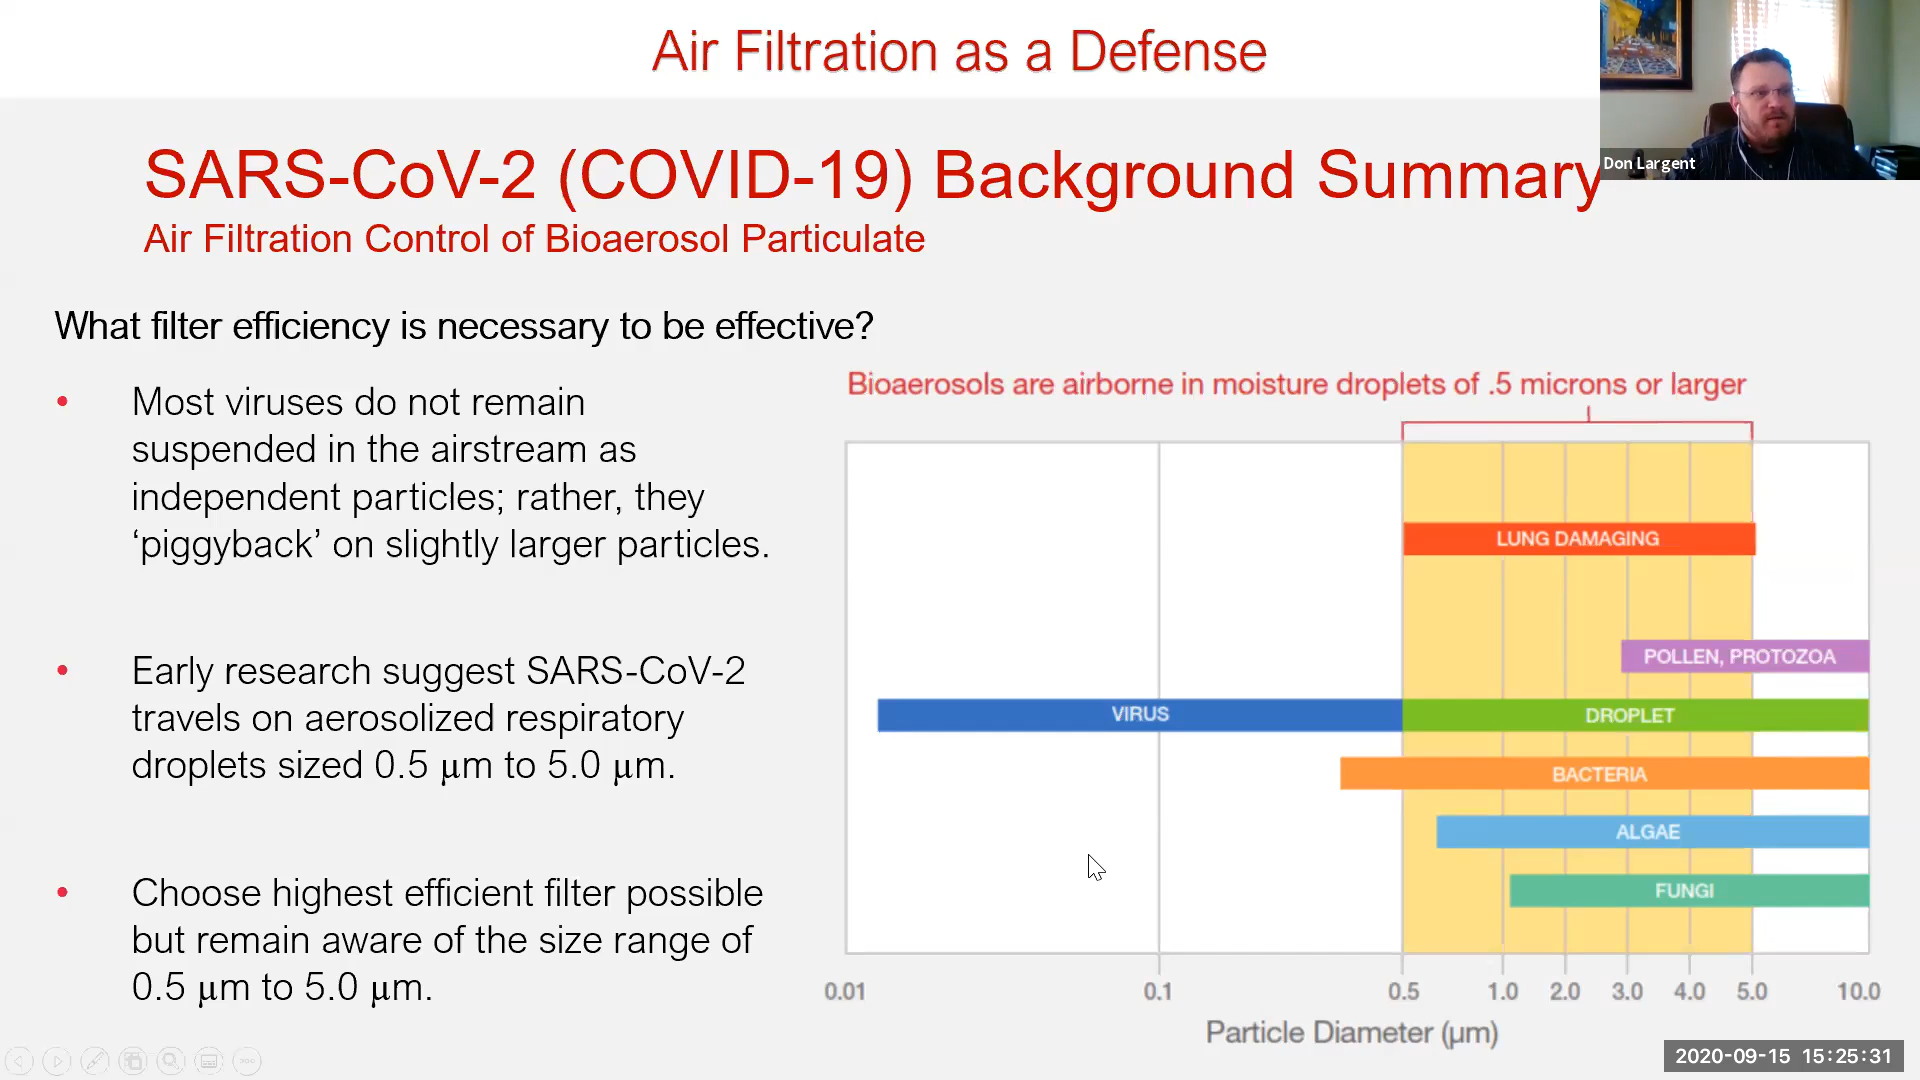 Air Filtration as a Defense
SARS-CoV-2 (COVID-19) Background Summary
Don Largent
Air Filtration Control of Bioaerosol Particulate
What filter efficiency is necessary to be effective?
• Most viruses do not remain
suspended in the airstream as
independent particles; rather, they
‘piggyback’ on slightly larger particles.
• Early research suggest SARS-CoV-2
travels on aerosolized respiratory
droplets sized 0.5 μm to 5.0 μm.
• Choose highest efficient filter possible
but remain aware of the size range of
0.5 μm to 5.0 μm.
Bioaerosols are airborne in moisture droplets of .5 microns or larger
LUNG DAMAGING
POLLEN, PROTOZOA
VIRUS DROPLET
BACTERIA
ALGAE
FUNGI
0.01 0.1 0.5 1.0 2.0 3.0 4.0 5.0 10.0
Particle Diameter (μm)
2020-09-15 15:25:31